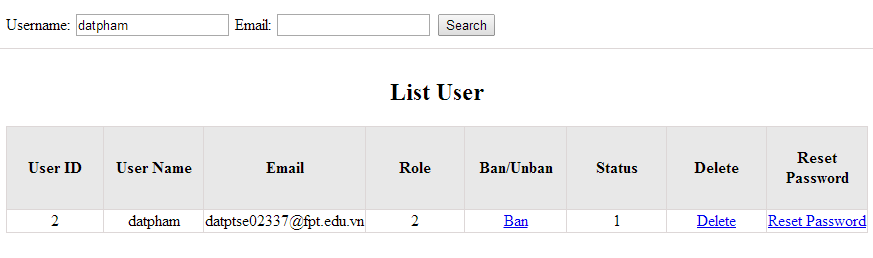 Username: datpham Email: Search
List User
User ID User Name Email Role Ban/Unban Status Delete Reset Password
2 datpham datptse02337@fpt.edu.vn 2 Ban 1 Delete Reset Password